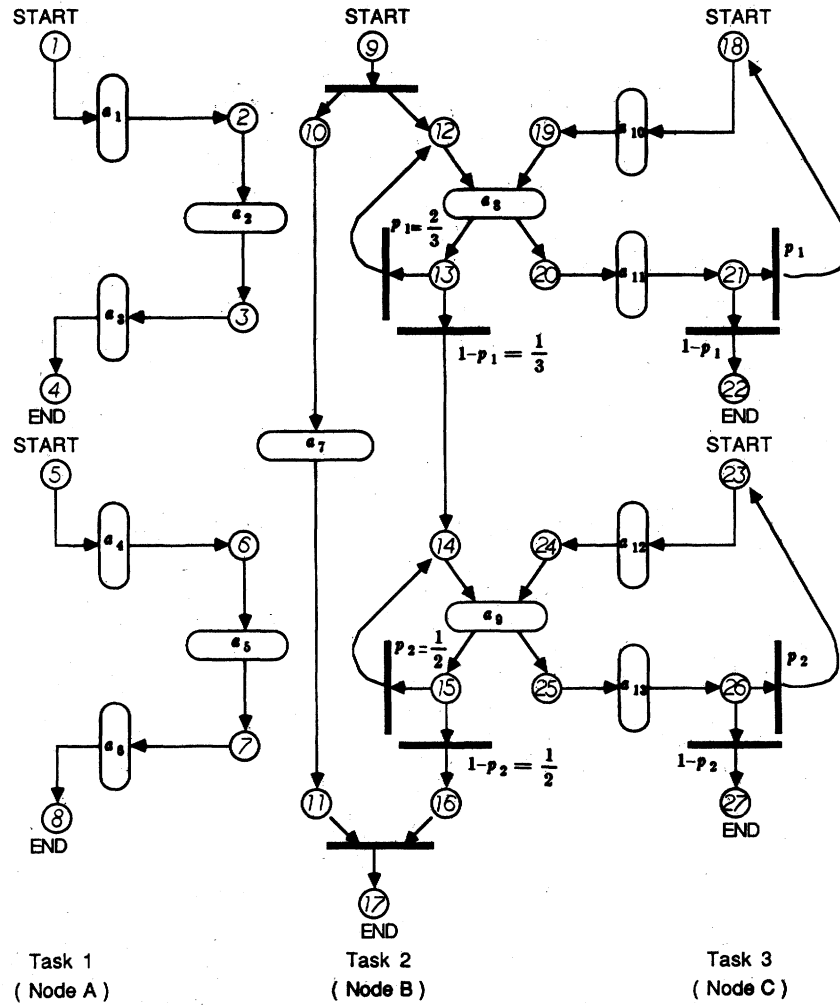 START START START
1 9 18
a1 2 10 12 19 a10
a2 a8
p1 = 2/3 p1
13 20 a11 21
a3 3
1-p1 = 1/3 1-p1
4 22
END END
START START
5 a7 23
a4 6 14 24 a12
a5 a9
p2 = 1/2 p2
15 25 a13 26
a6 7
1-p2 = 1/2 1-p2
8 11 16 27
END END
17
END
Task 1 Task 2 Task 3
( Node A ) ( Node B ) ( Node C )